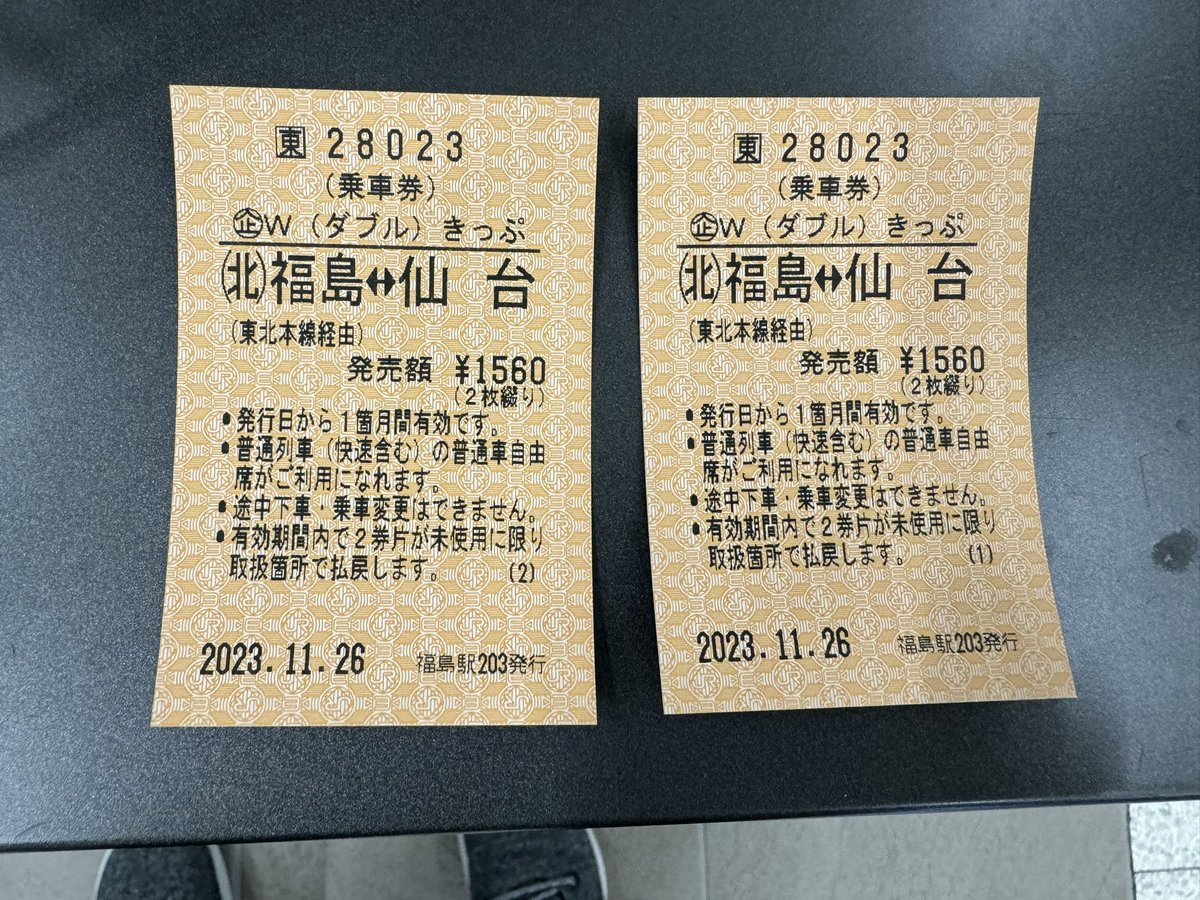 東 28023
(乗車券)
企W(ダブル)きっぷ
(北)福島↔仙台
(東北本線経由)
発売額 ¥1560
(2枚綴り)
•発行日から1箇月間有効です。
•普通列車(快速含む)の普通車自由
席がご利用になれます。
•途中下車・乗車変更はできません。
•有効期間内で2券片が未使用に限り
取扱箇所で払戻します。 (2)
2023.11.26 福島駅203発行
東 28023
(乗車券)
企W(ダブル)きっぷ
(北)福島↔仙台
(東北本線経由)
発売額 ¥1560
(2枚綴り)
•発行日から1箇月間有効です。
•普通列車(快速含む)の普通車自由
席がご利用になれます。
•途中下車・乗車変更はできません。
•有効期間内で2券片が未使用に限り
取扱箇所で払戻します。 (1)
2023.11.26 福島駅203発行